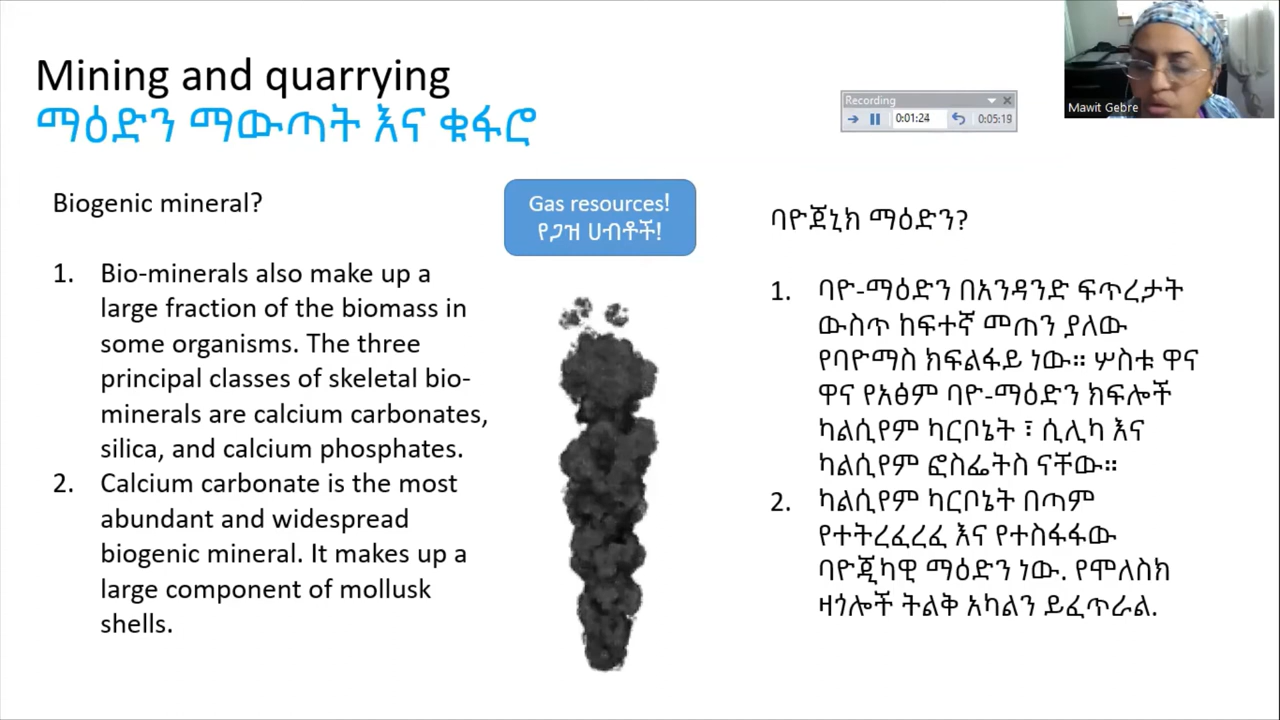 Mining and quarrying
ማዕድን ማውጣት እና ቁፋሮ
Recording
0:01:24
0:05:19
Mawit Gebre
Biogenic mineral?
1. Bio-minerals also make up a
large fraction of the biomass in
some organisms. The three
principal classes of skeletal bio-
minerals are calcium carbonates,
silica, and calcium phosphates.
2. Calcium carbonate is the most
abundant and widespread
biogenic mineral. It makes up a
large component of mollusk
shells.
Gas resources!
የጋዝ ሀብቶች!
ባዮጀኒክ ማዕድን?
1. ባዮ-ማዕድን በአንዳንድ ፍጥረታት
ውስጥ ከፍተኛ መጠን ያለው
የባዮማስ ክፍልፋይ ነው። ሦስቱ ዋና
ዋና የአፅም ባዮ-ማዕድን ክፍሎች
ካልሲየም ካርቦኔት ፣ ሲሊካ እና
ካልሲየም ፎስፌትስ ናቸው።
2. ካልሲየም ካርቦኔት በጣም
የተትረፈረፈ እና የተስፋፋው
ባዮጂካዊ ማዕድን ነው. የሞለስክ
ዛጎሎች ትልቅ አካልን ይፈጥራል.